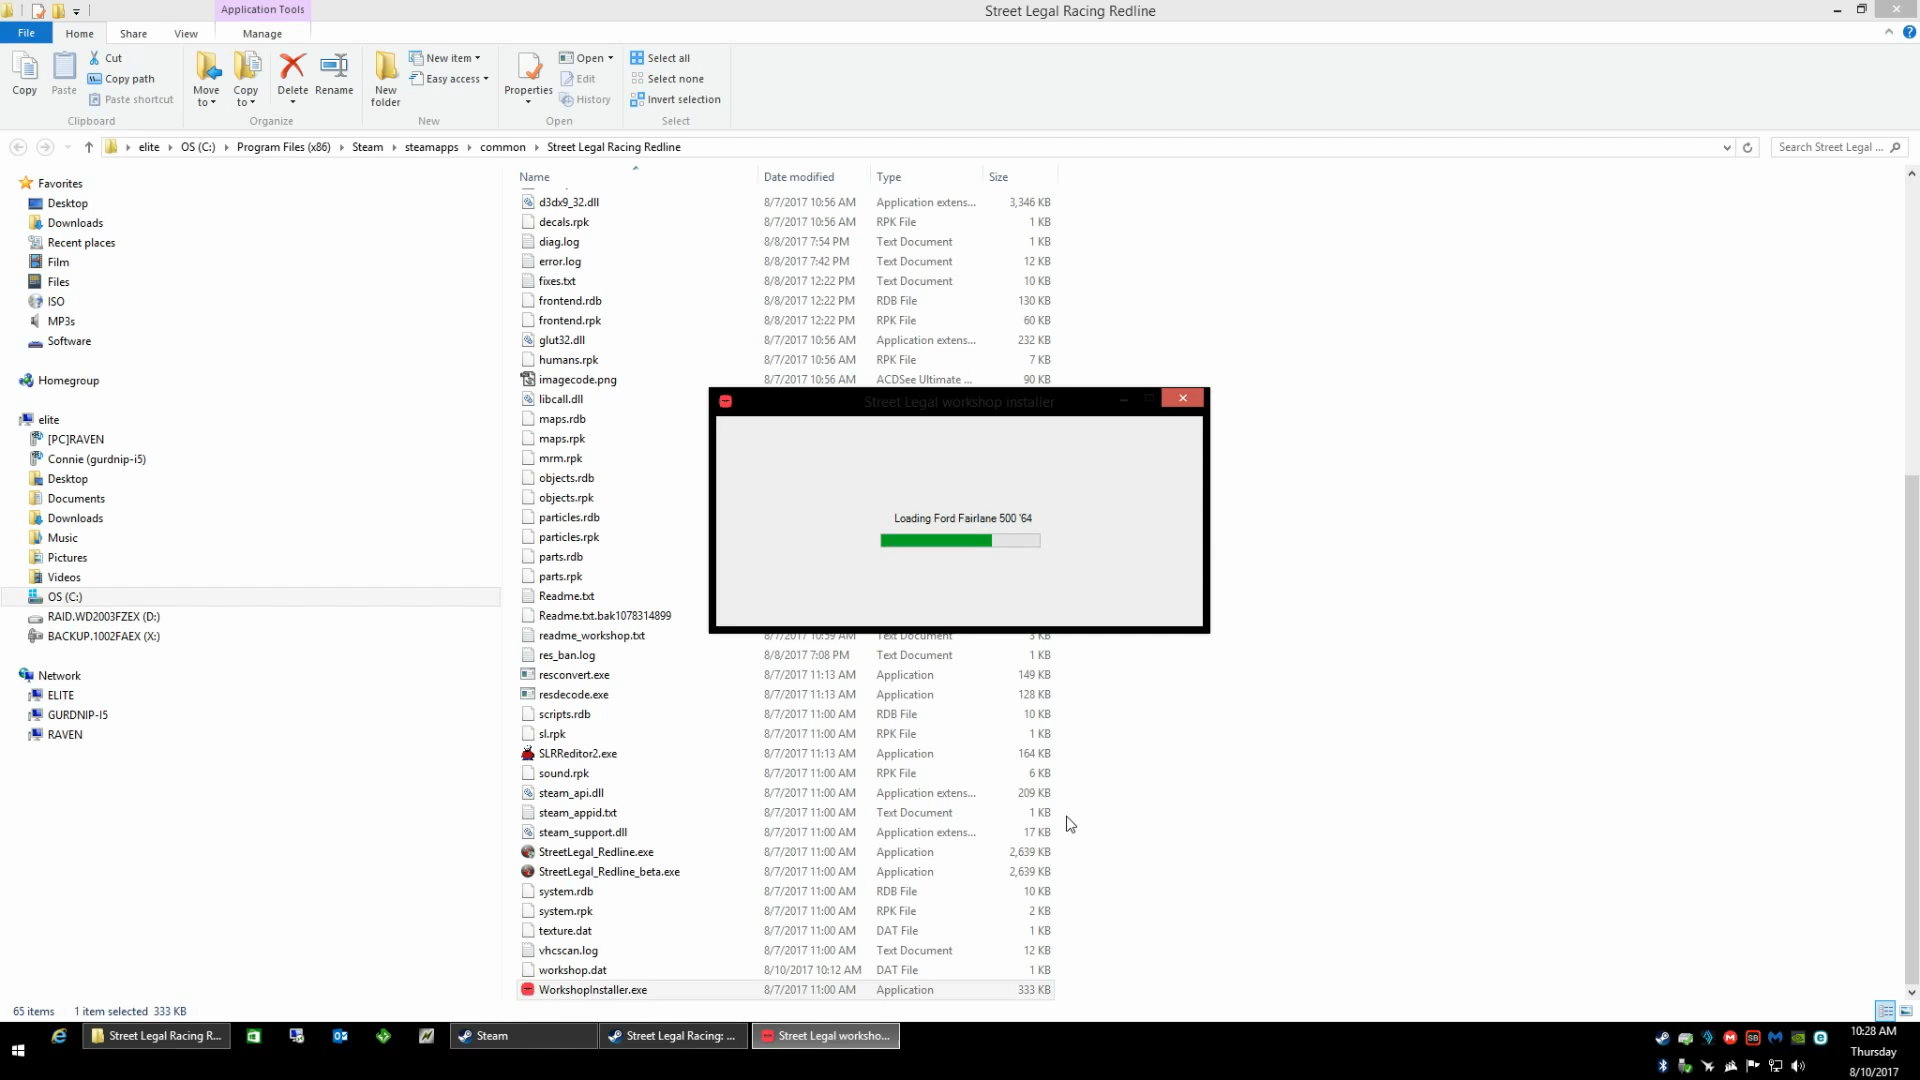 Application Tools
Street Legal Racing Redline
File Home Share View Manage
Copy
Paste
Cut
Copy path
Paste shortcut
Clipboard
Move to
Copy to
Delete
Rename
Organize
New folder
New item
Easy access
New
Properties
Open
Edit
History
Open
Select all
Select none
Invert selection
Select
elite OS (C:) Program Files (x86) Steam steamapps common Street Legal Racing Redline
Search Street Legal ...
Favorites
Desktop
Downloads
Recent places
Film
Files
ISO
MP3s
Software
Homegroup
elite
[PC]RAVEN
Connie (gurdnip-i5)
Desktop
Documents
Downloads
Music
Pictures
Videos
OS (C:)
RAID.WD2003FZEX (D:)
BACKUP.1002FAEX (X:)
Network
ELITE
GURDNIP-I5
RAVEN
Name Date modified Type Size
d3dx9_32.dll 8/7/2017 10:56 AM Application extens... 3,346 KB
decals.rpk 8/7/2017 10:56 AM RPK File 1 KB
diag.log 8/8/2017 7:54 PM Text Document 1 KB
error.log 8/8/2017 7:42 PM Text Document 12 KB
fixes.txt 8/8/2017 12:22 PM Text Document 10 KB
frontend.rdb 8/8/2017 12:22 PM RDB File 130 KB
frontend.rpk 8/8/2017 12:22 PM RPK File 60 KB
glut32.dll 8/7/2017 10:56 AM Application extens... 232 KB
humans.rpk 8/7/2017 10:56 AM RPK File 7 KB
imagecode.png 8/7/2017 10:56 AM ACDSee Ultimate ... 90 KB
libcall.dll
maps.rdb
maps.rpk
mrm.rpk
objects.rdb
objects.rpk
particles.rdb
particles.rpk
parts.rdb
parts.rpk
Readme.txt
Readme.txt.bak1078314899
readme_workshop.txt 8/7/2017 10:59 AM Text Document 3 KB
res_ban.log 8/8/2017 7:08 PM Text Document 1 KB
resconvert.exe 8/7/2017 11:13 AM Application 149 KB
resdecode.exe 8/7/2017 11:13 AM Application 128 KB
scripts.rdb 8/7/2017 11:00 AM RDB File 10 KB
sl.rpk 8/7/2017 11:00 AM RPK File 1 KB
SLRReditor2.exe 8/7/2017 11:13 AM Application 164 KB
sound.rpk 8/7/2017 11:00 AM RPK File 6 KB
steam_api.dll 8/7/2017 11:00 AM Application extens... 209 KB
steam_appid.txt 8/7/2017 11:00 AM Text Document 1 KB
steam_support.dll 8/7/2017 11:00 AM Application extens... 17 KB
StreetLegal_Redline.exe 8/7/2017 11:00 AM Application 2,639 KB
StreetLegal_Redline_beta.exe 8/7/2017 11:00 AM Application 2,639 KB
system.rdb 8/7/2017 11:00 AM RDB File 10 KB
system.rpk 8/7/2017 11:00 AM RPK File 2 KB
texture.dat 8/7/2017 11:00 AM DAT File 1 KB
vhcscan.log 8/7/2017 11:00 AM Text Document 12 KB
workshop.dat 8/10/2017 10:12 AM DAT File 1 KB
WorkshopInstaller.exe 8/7/2017 11:00 AM Application 333 KB
Street Legal workshop installer
Loading Ford Fairlane 500 '64
65 items 1 item selected 333 KB
Street Legal Racing R...
Steam
Street Legal Racing: ...
Street Legal worksho...
10:28 AM
Thursday
8/10/2017